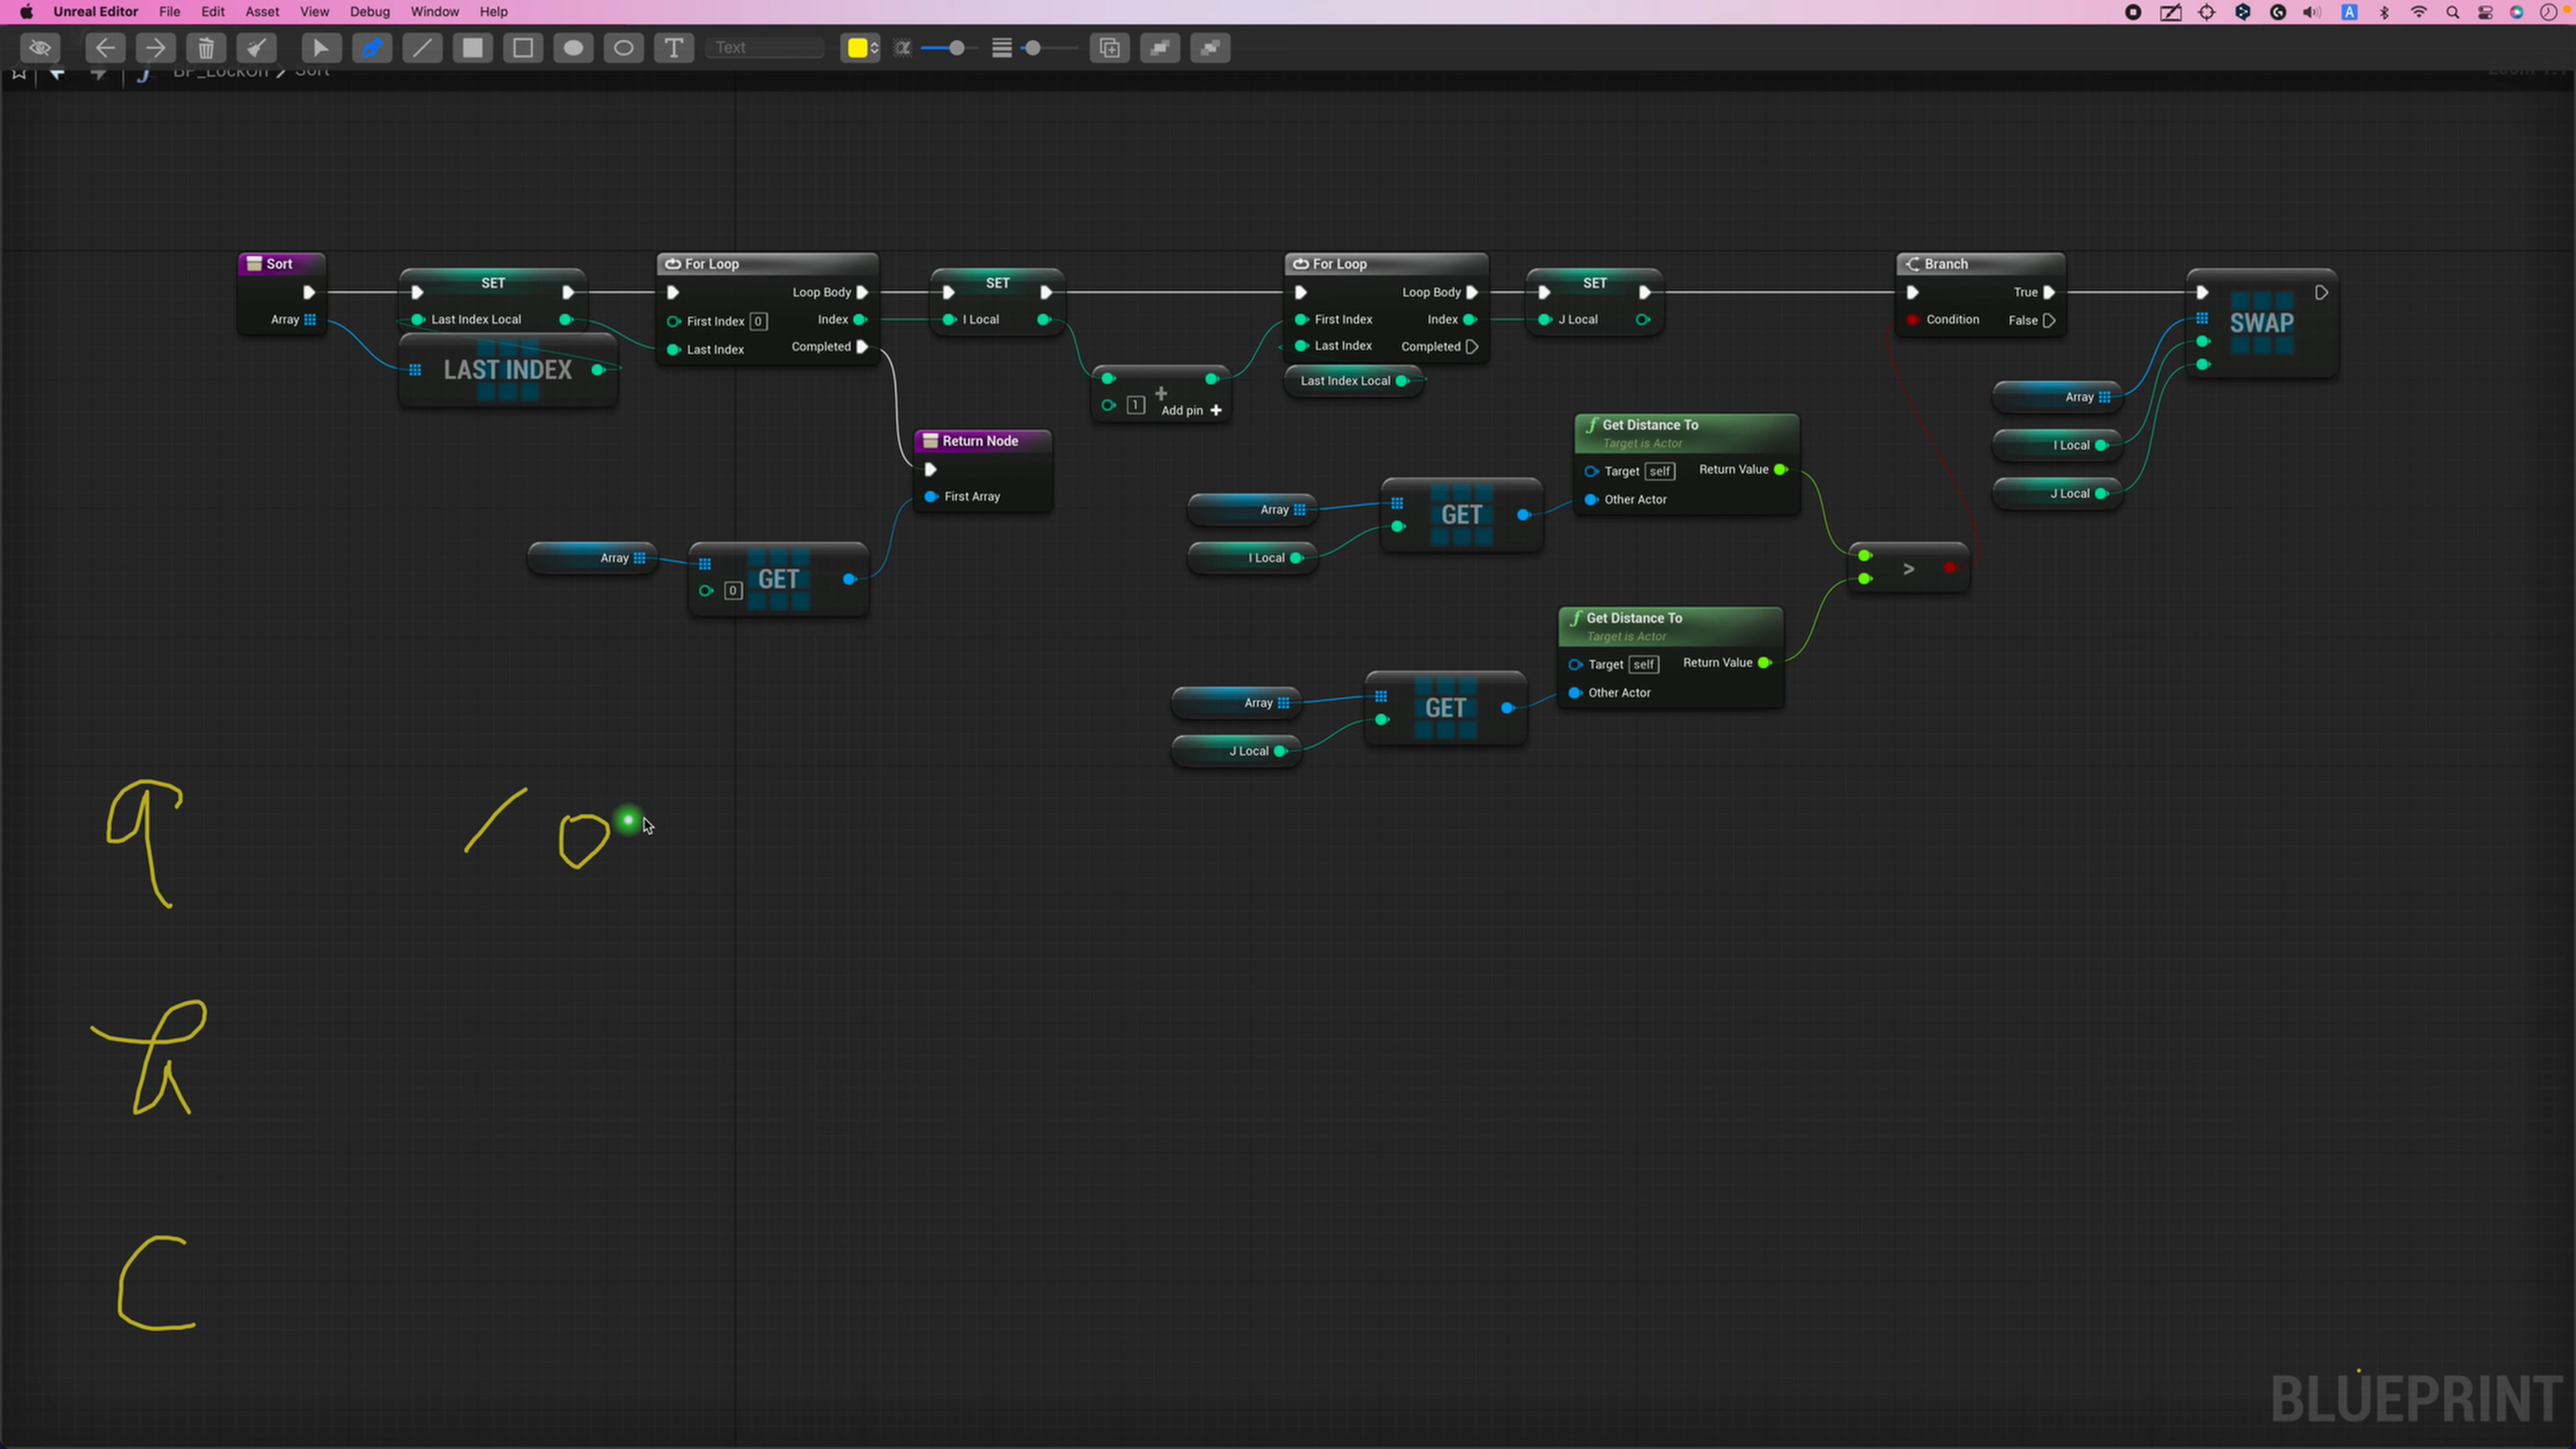 Unreal Editor File Edit Asset View Debug Window Help
Text
BP_LockOn > Sort
Sort
Array
SET
Last Index Local
LAST INDEX
For Loop
First Index 0
Last Index
Loop Body
Index
Completed
SET
I Local
+
1
Add pin +
Return Node
First Array
Array
0
GET
For Loop
First Index
Last Index
Loop Body
Index
Completed
Last Index Local
SET
J Local
Array
I Local
GET
Get Distance To
Target is Actor
Target self
Other Actor
Return Value
Array
J Local
GET
Get Distance To
Target is Actor
Target self
Other Actor
Return Value
>
Branch
Condition
True
False
Array
I Local
J Local
SWAP
C
BLUEPRINT